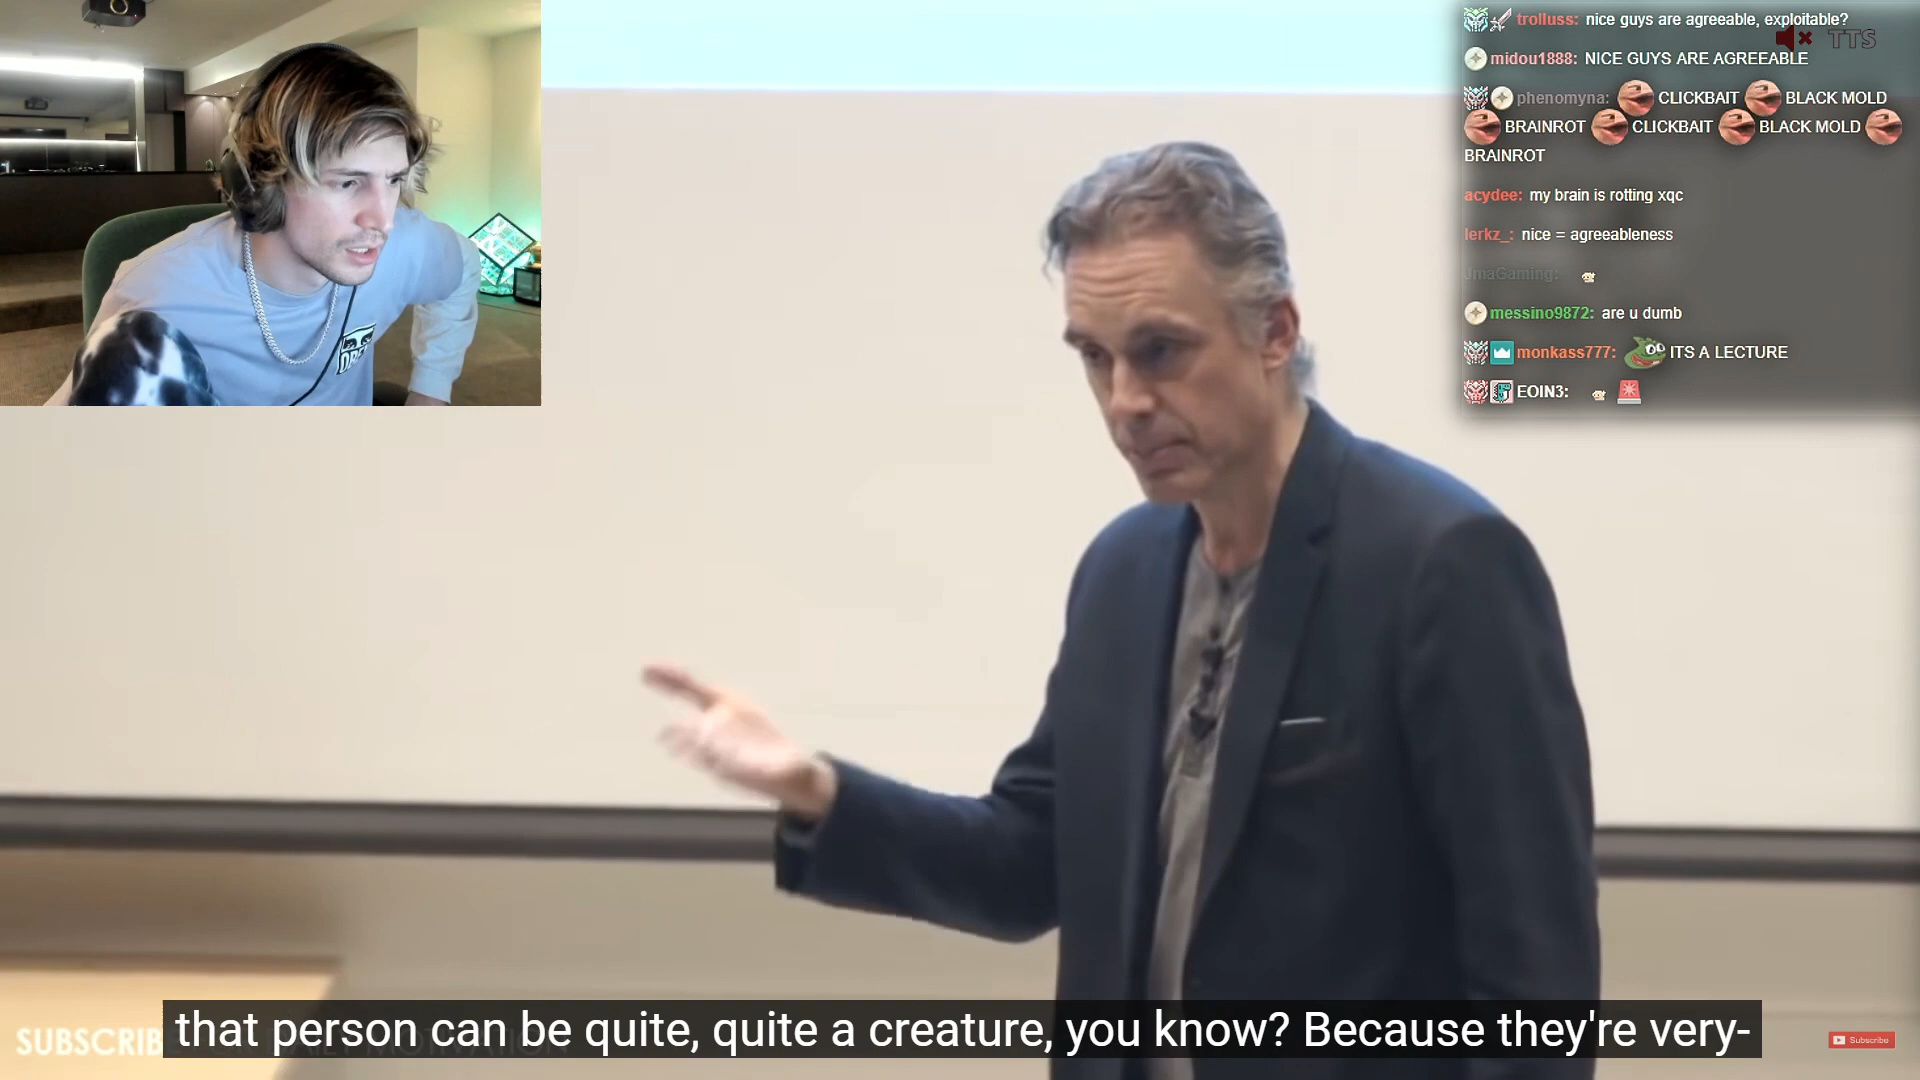 trolluss: nice guys are agreeable, exploitable?
TTS
midou1888: NICE GUYS ARE AGREEABLE
phenomyna: CLICKBAIT BLACK MOLD
BRAINROT CLICKBAIT BLACK MOLD
BRAINROT
acydee: my brain is rotting xqc
lerkz_: nice = agreeableness
JmaGaming:
messino9872: are u dumb
monkass777: ITS A LECTURE
EOIN3:
OBEY
that person can be quite, quite a creature, you know? Because they're very-
SUBSCRIB
Subscribe